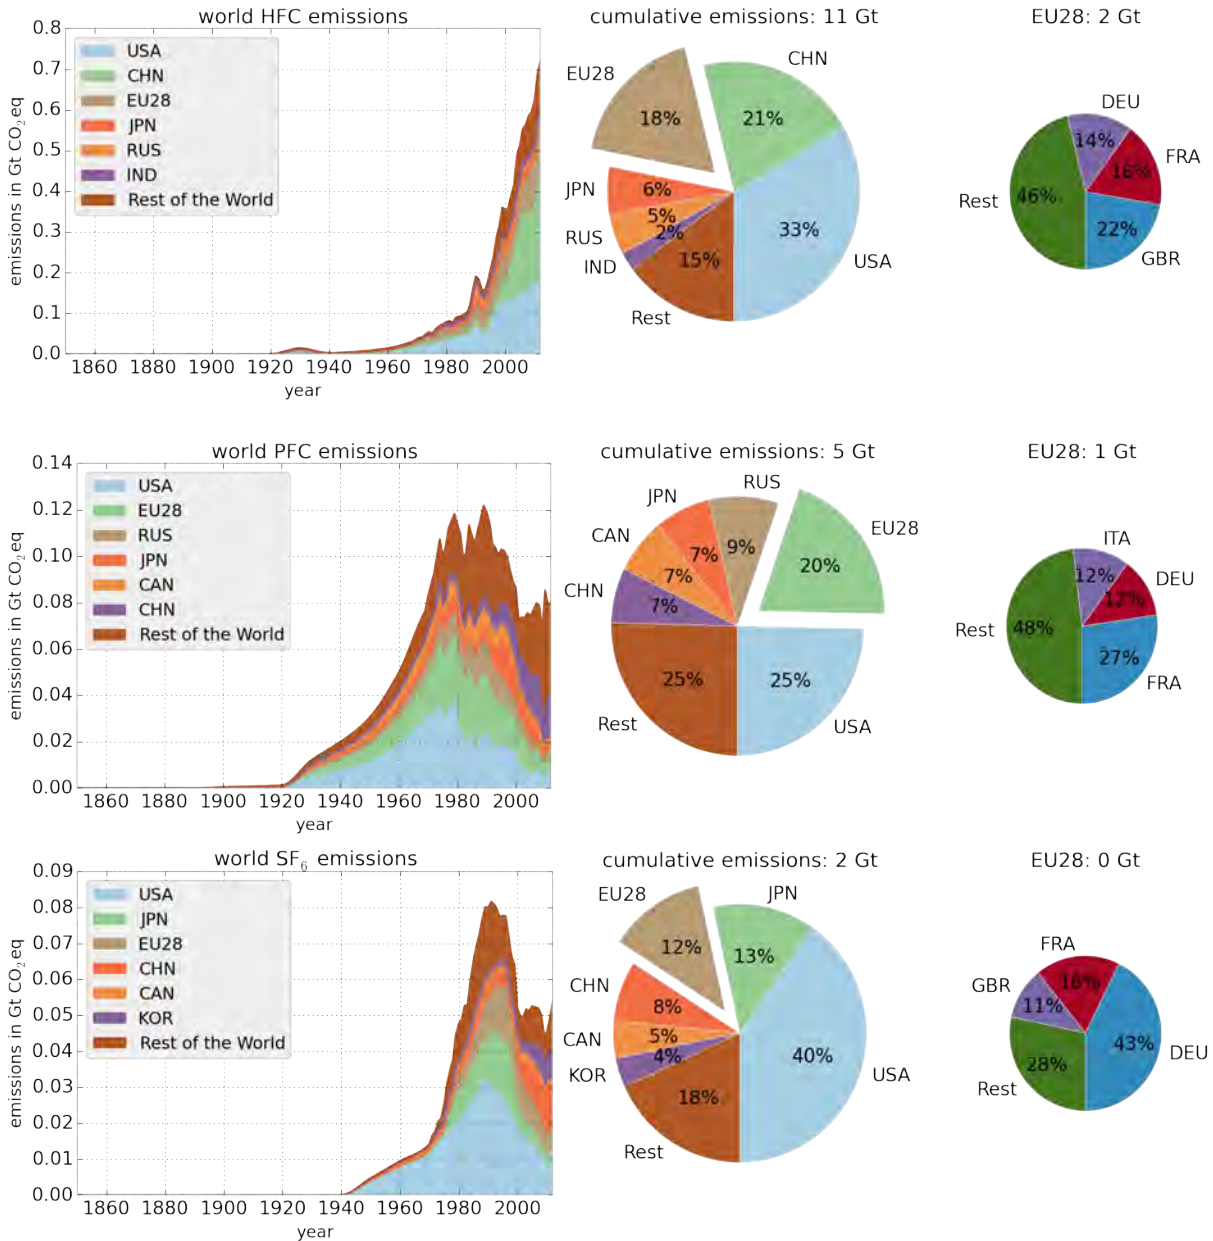 world HFC emissions
0.8
0.7
0.6
0.5
0.4
0.3
0.2
0.1
0.0
emissions in Gt CO₂eq
USA
CHN
EU28
JPN
RUS
IND
Rest of the World
1860 1880 1900 1920 1940 1960 1980 2000
year
cumulative emissions: 11 Gt
EU28
CHN
18%
21%
JPN
6%
RUS
5%
IND
2%
15%
Rest
33%
USA
EU28: 2 Gt
DEU
14%
FRA
16%
Rest
46%
22%
GBR
world PFC emissions
0.14
0.12
0.10
0.08
0.06
0.04
0.02
0.00
emissions in Gt CO₂eq
USA
EU28
RUS
JPN
CAN
CHN
Rest of the World
1860 1880 1900 1920 1940 1960 1980 2000
year
cumulative emissions: 5 Gt
RUS
JPN
EU28
CAN
7%
9%
20%
7%
CHN
7%
25%
25%
Rest
USA
EU28: 1 Gt
ITA
12%
DEU
12%
Rest
48%
27%
FRA
world SF₆ emissions
0.09
0.08
0.07
0.06
0.05
0.04
0.03
0.02
0.01
0.00
emissions in Gt CO₂eq
USA
JPN
EU28
CHN
CAN
KOR
Rest of the World
1860 1880 1900 1920 1940 1960 1980 2000
year
cumulative emissions: 2 Gt
EU28
JPN
12%
13%
CHN
8%
CAN
5%
KOR
4%
40%
USA
18%
Rest
EU28: 0 Gt
FRA
GBR
11%
43%
DEU
28%
Rest